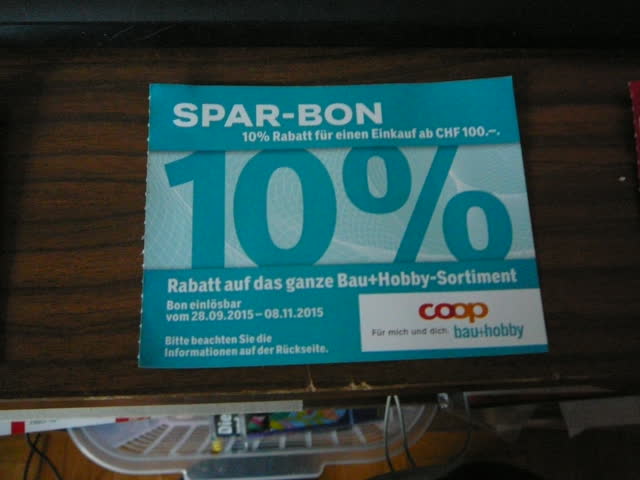 SPAR-BON
10% Rabatt für einen Einkauf ab CHF 100.–.
10%
Rabatt auf das ganze Bau+Hobby-Sortiment
Bon einlösbar
vom 28.09.2015 – 08.11.2015
Bitte beachten Sie die
Informationen auf der Rückseite.
coop
Für mich und dich. bau+hobby
Die